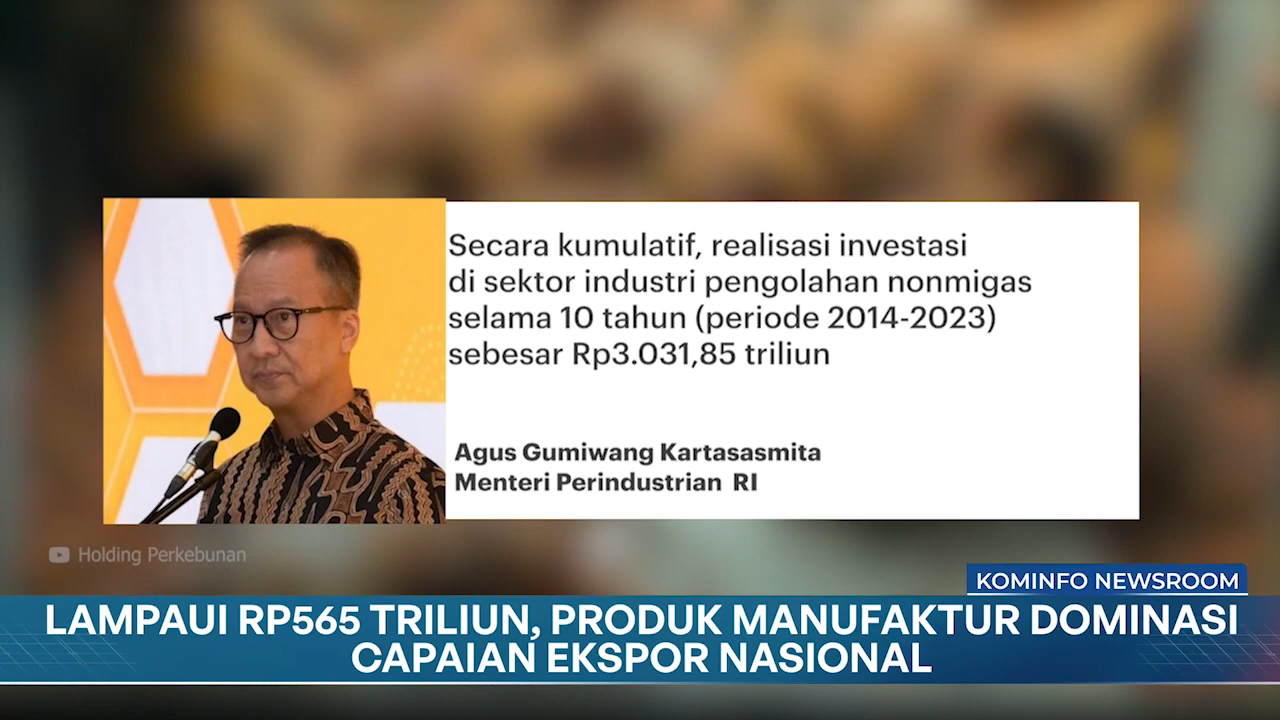 Secara kumulatif, realisasi investasi
di sektor industri pengolahan nonmigas
selama 10 tahun (periode 2014-2023)
sebesar Rp3.031,85 triliun
Agus Gumiwang Kartasasmita
Menteri Perindustrian RI
Holding Perkebunan
KOMINFO NEWSROOM
LAMPAUI RP565 TRILIUN, PRODUK MANUFAKTUR DOMINASI
CAPAIAN EKSPOR NASIONAL